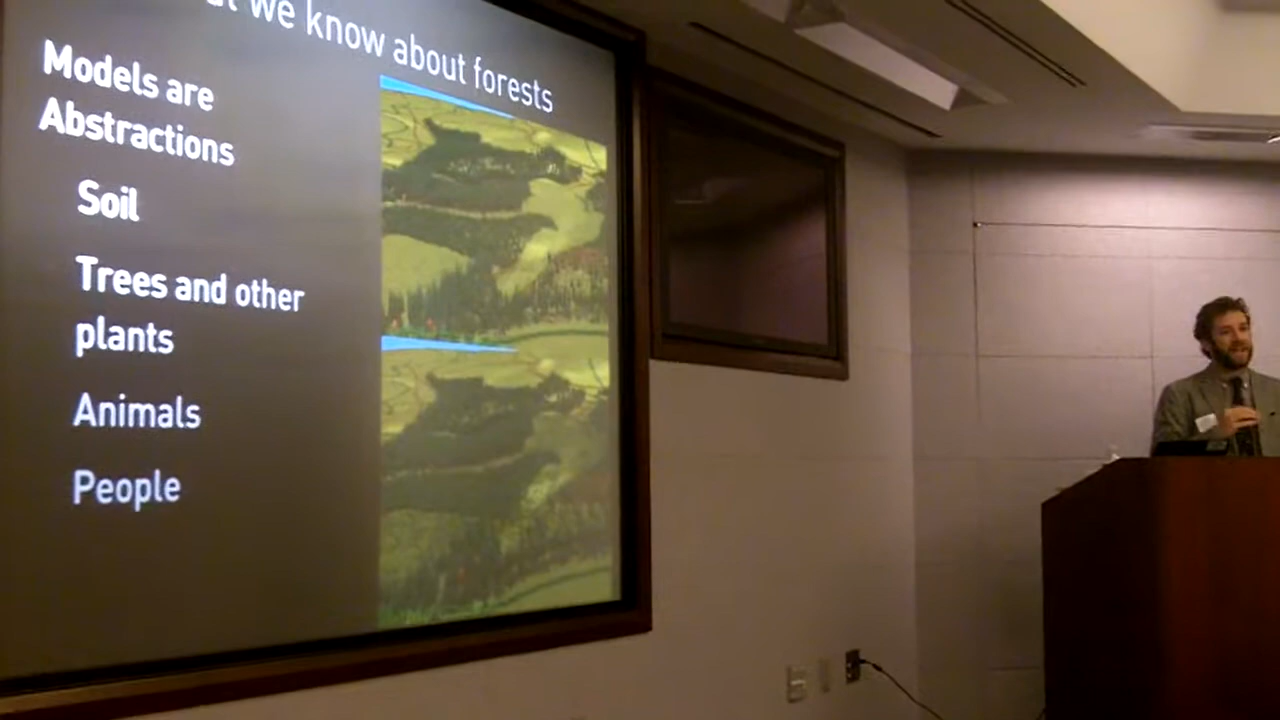 we know about forests
Models are
Abstractions
Soil
Trees and other
plants
Animals
People